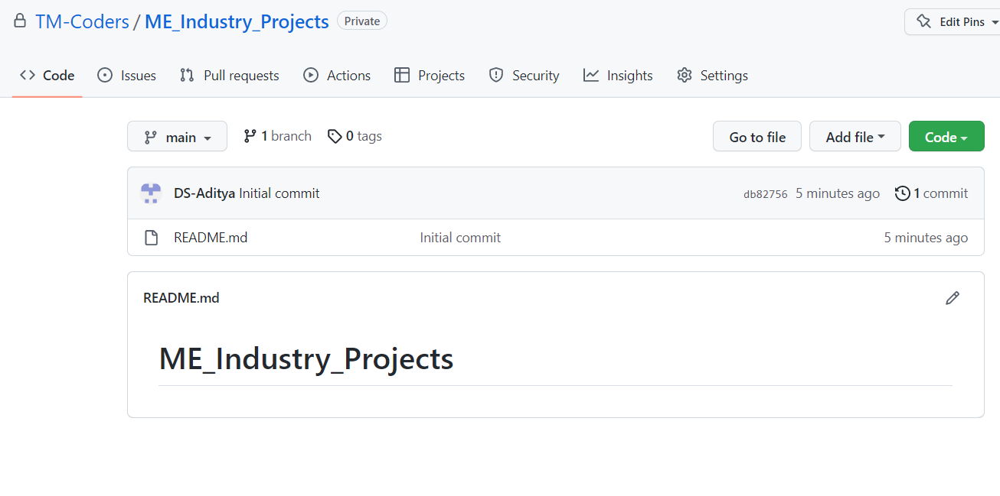 TM-Coders / ME_Industry_Projects Private Edit Pins
Code Issues Pull requests Actions Projects Security Insights Settings
main 1 branch 0 tags Go to file Add file Code
DS-Aditya Initial commit db82756 5 minutes ago 1 commit
README.md Initial commit 5 minutes ago
README.md
ME_Industry_Projects